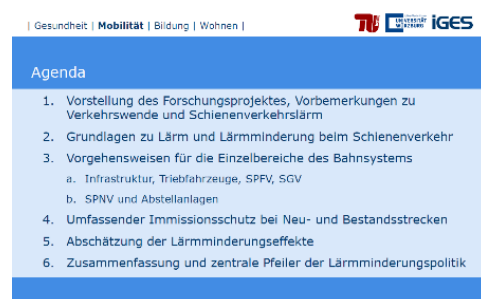 | Gesundheit | Mobilität | Bildung | Wohnen |
UNIVERSITÄT
WÜRZBURG
iGES
Agenda
1. Vorstellung des Forschungsprojektes, Vorbemerkungen zu
Verkehrswende und Schienenverkehrslärm
2. Grundlagen zu Lärm und Lärmminderung beim Schienenverkehr
3. Vorgehensweisen für die Einzelbereiche des Bahnsystems
a. Infrastruktur, Triebfahrzeuge, SPFV, SGV
b. SPNV und Abstellanlagen
4. Umfassender Immissionsschutz bei Neu- und Bestandsstrecken
5. Abschätzung der Lärmminderungseffekte
6. Zusammenfassung und zentrale Pfeiler der Lärmminderungspolitik